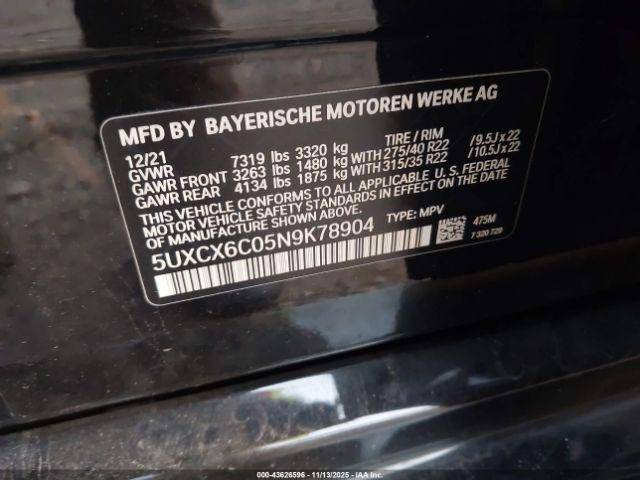 MFD BY BAYERISCHE MOTOREN WERKE AG
12/21 TIRE / RIM
GVWR 7319 lbs 3320 kg
GAWR FRONT 3263 lbs 1480 kg WITH 275/40 R22 /9.5J x 22
GAWR REAR 4134 lbs 1875 kg WITH 315/35 R22 /10.5J x 22
THIS VEHICLE CONFORMS TO ALL APPLICABLE U.S. FEDERAL
MOTOR VEHICLE SAFETY STANDARDS IN EFFECT ON THE DATE
OF MANUFACTURE SHOWN ABOVE.
5UXCX6C05N9K78904 TYPE: MPV
475M
7 320 729
000-43626596 - 11/13/2025 - IAA Inc.